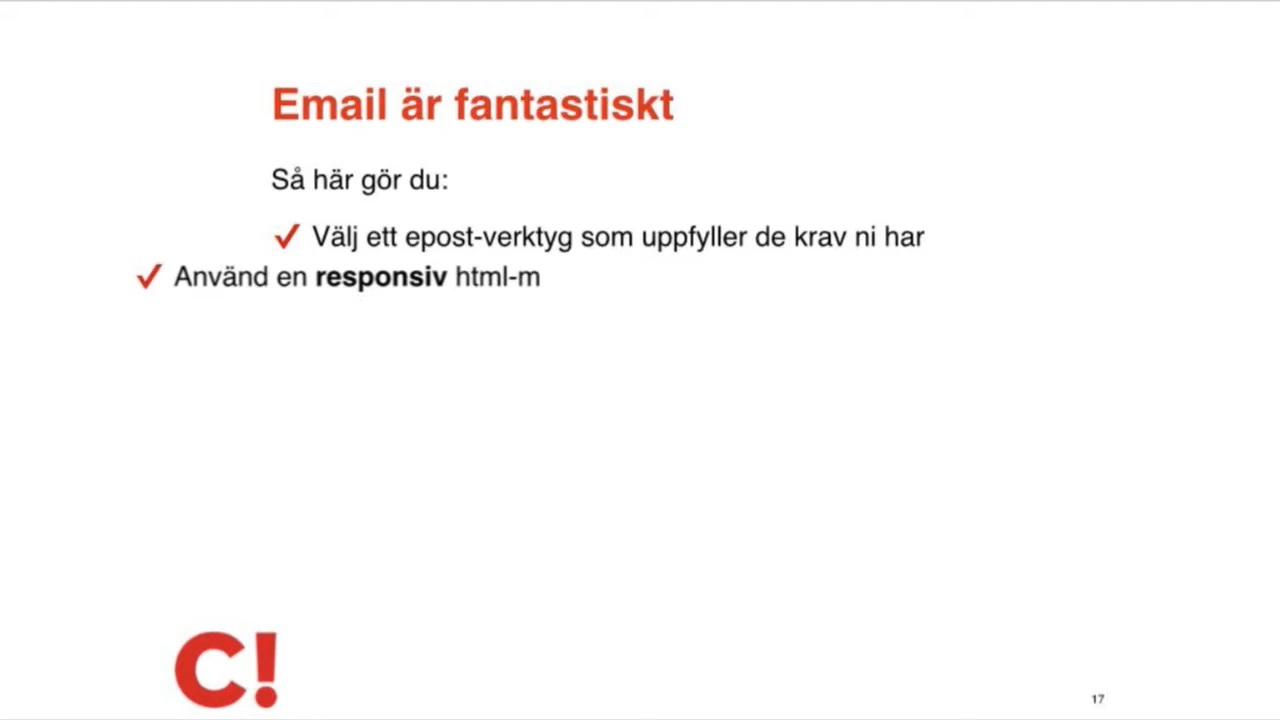 Email är fantastiskt
Så här gör du:
✓ Välj ett epost-verktyg som uppfyller de krav ni har
✓ Använd en responsiv html-m
C!
17